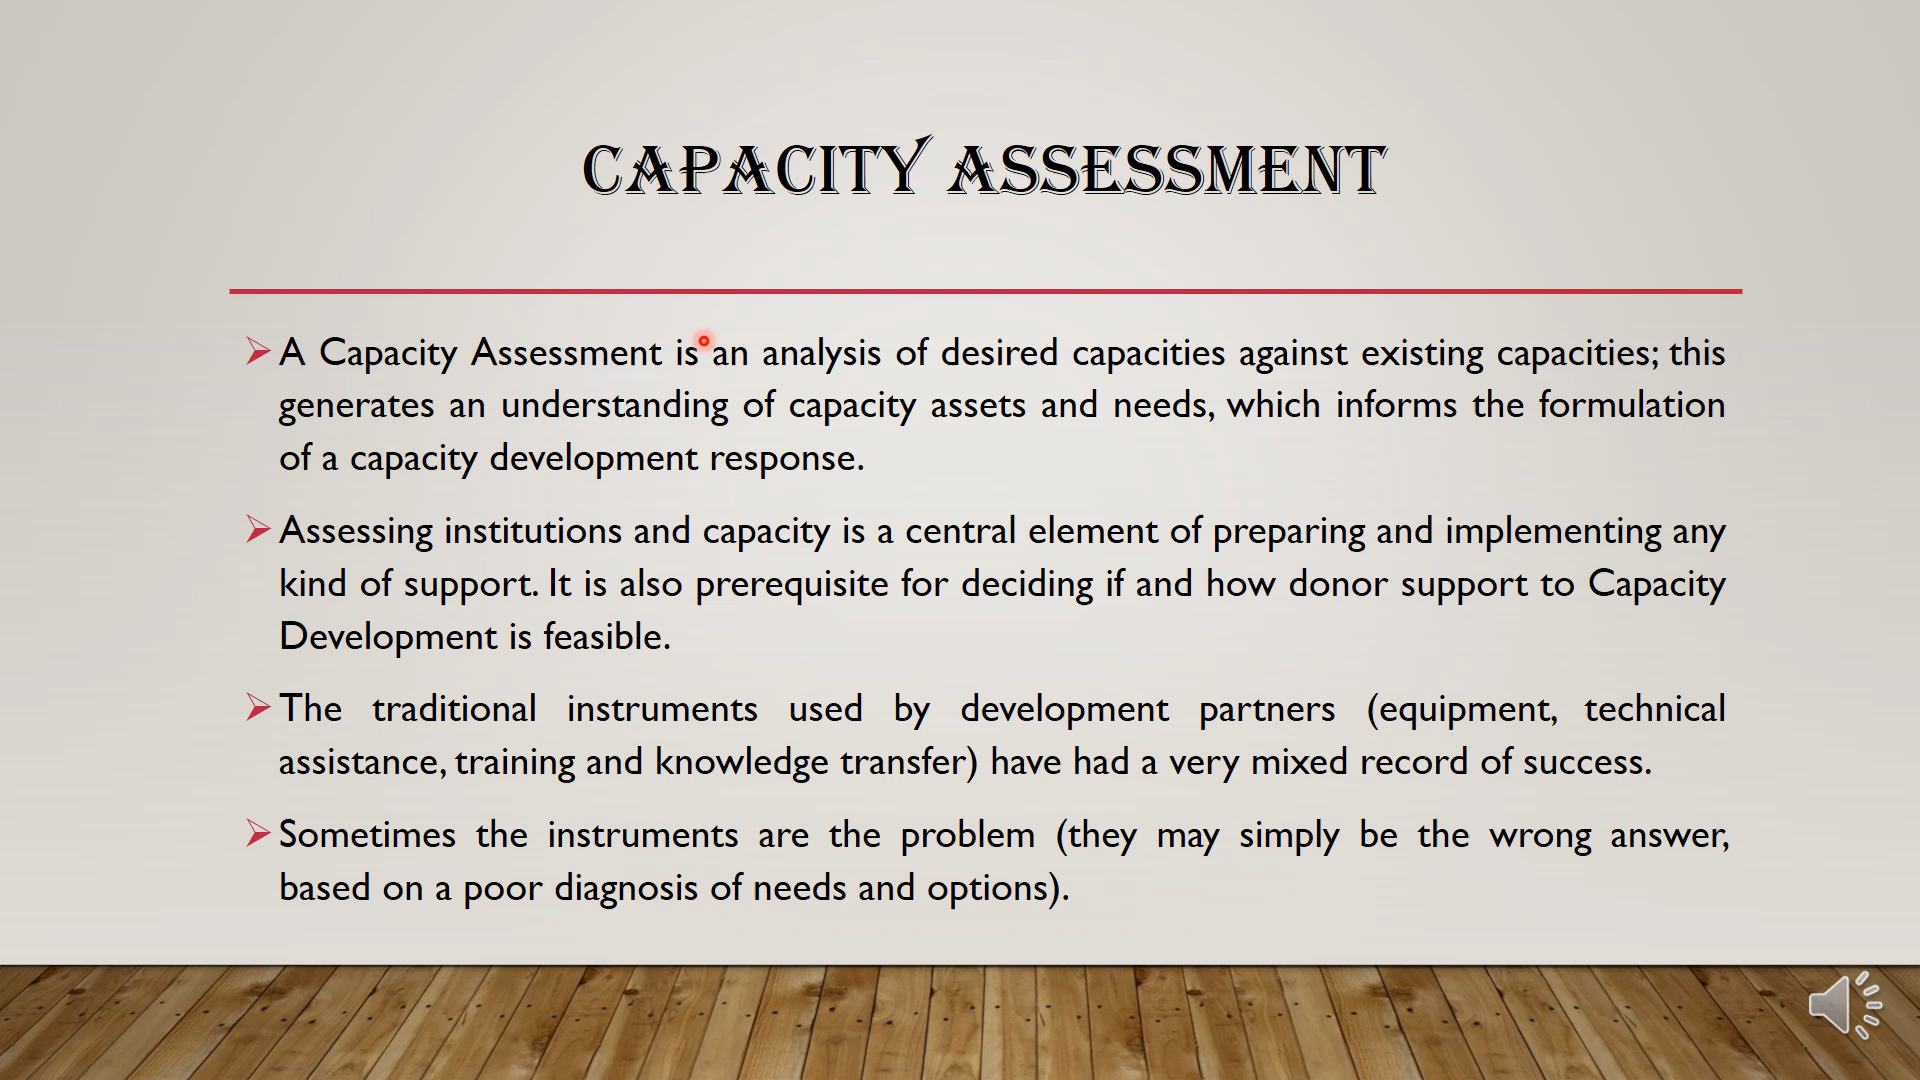 CAPACITY ASSESSMENT
A Capacity Assessment is an analysis of desired capacities against existing capacities; this
generates an understanding of capacity assets and needs, which informs the formulation
of a capacity development response.
Assessing institutions and capacity is a central element of preparing and implementing any
kind of support. It is also prerequisite for deciding if and how donor support to Capacity
Development is feasible.
The traditional instruments used by development partners (equipment, technical
assistance, training and knowledge transfer) have had a very mixed record of success.
Sometimes the instruments are the problem (they may simply be the wrong answer,
based on a poor diagnosis of needs and options).